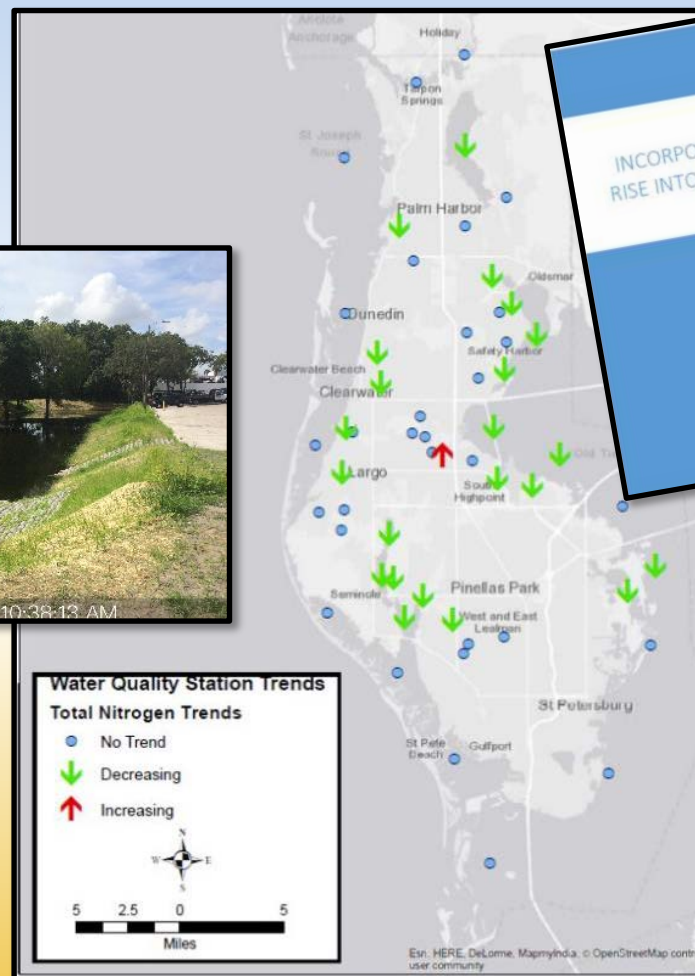 Anclote
Anchorage
Holiday
Tarpon
Springs
St Joseph
Sound
Palm Harbor
Oldsmar
Dunedin
Safety Harbor
Clearwater Beach
Clearwater
Largo
South
Highpoint
Seminole
Pinellas Park
West and East
Lealman
St Petersburg
St Pete
Beach
Gulfport
INCORPO
RISE INTO
10:38:13 AM
Water Quality Station Trends
Total Nitrogen Trends
No Trend
Decreasing
Increasing
N
W
E
S
5 2.5 0 5
Miles
Esri, HERE, DeLorme, MapmyIndia, © OpenStreetMap contr
user community